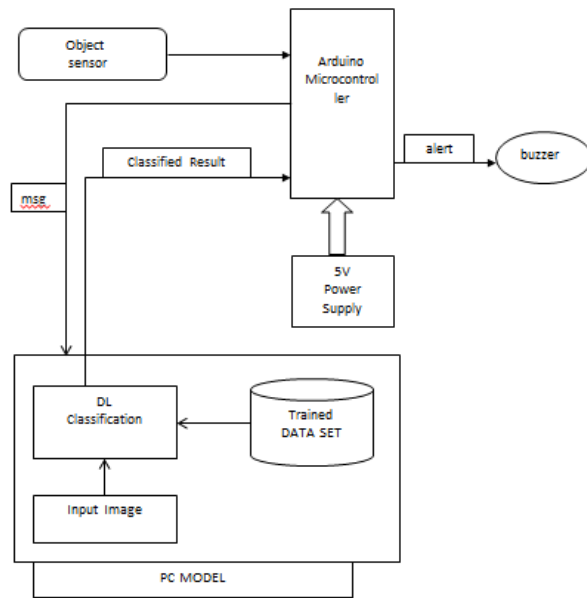 Object
sensor
Arduino
Microcontrol
ler
Classified Result
alert
buzzer
msg
5V
Power
Supply
DL
Classification
Trained
DATA SET
Input Image
PC MODEL